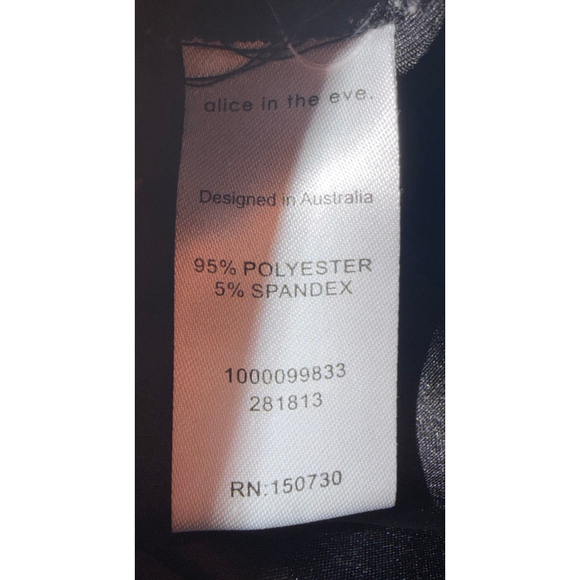 alice in the eve.
Designed in Australia
95% POLYESTER
5% SPANDEX
1000099833
281813
RN:150730